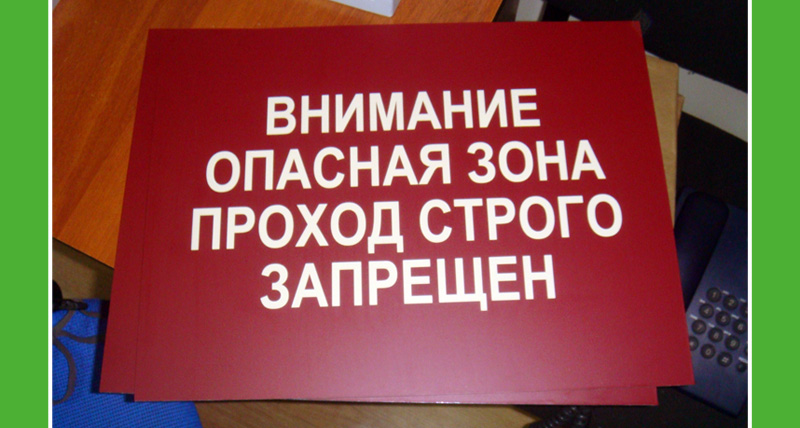 ВНИМАНИЕ
ОПАСНАЯ ЗОНА
ПРОХОД СТРОГО
ЗАПРЕЩЕН